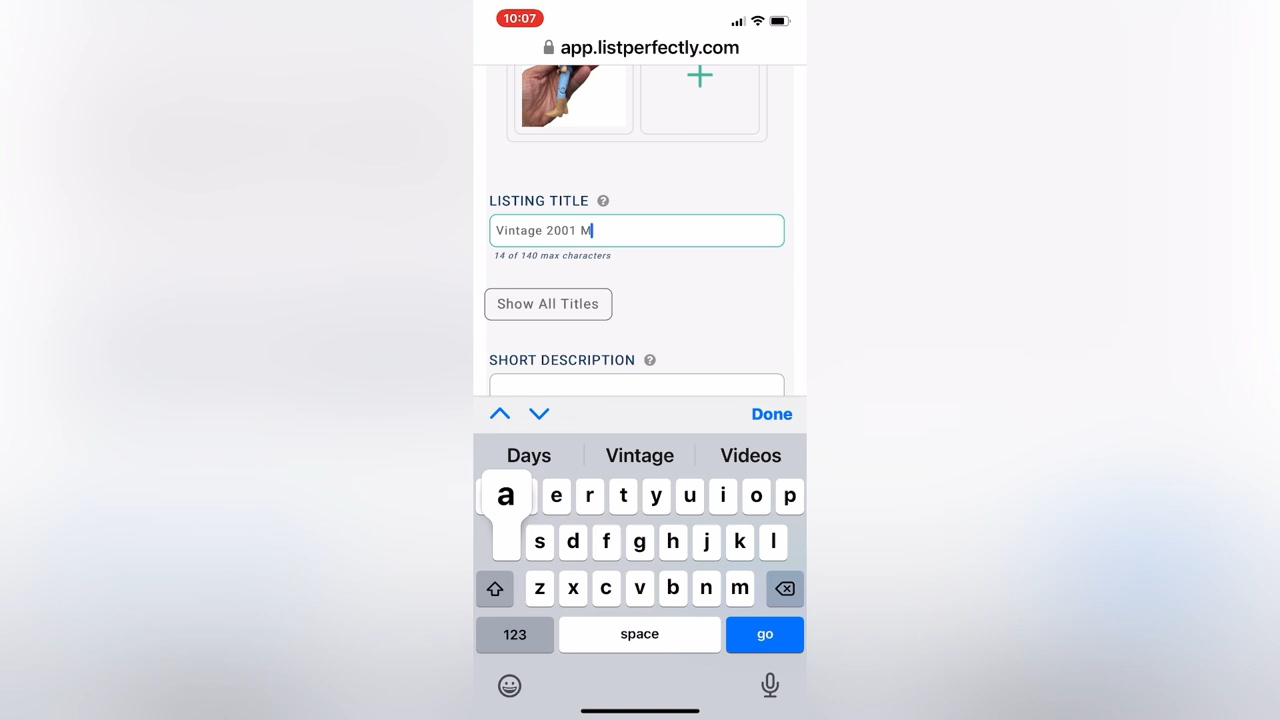 10:07
app.listperfectly.com
LISTING TITLE ?
Vintage 2001 M
14 of 140 max characters
Show All Titles
SHORT DESCRIPTION ?
Done
Days Vintage Videos
a e r t y u i o p
s d f g h j k l
z x c v b n m
123 space go